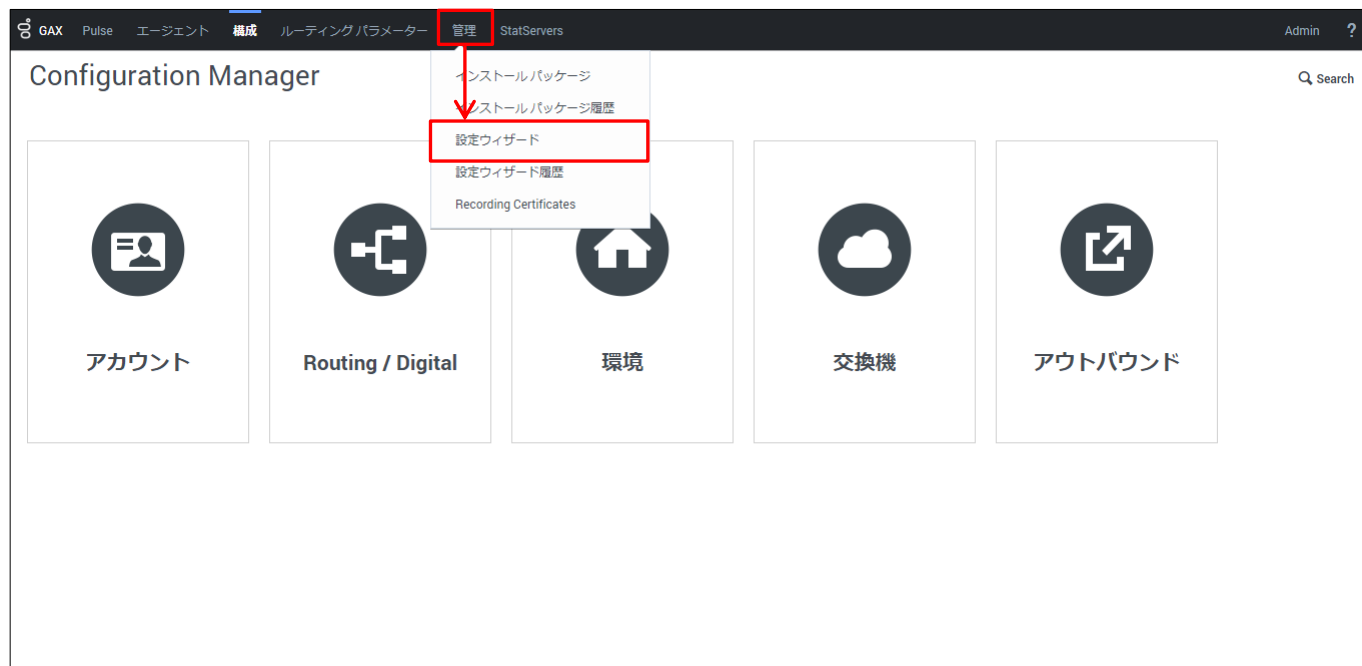 GAX Pulse エージェント 構成 ルーティング パラメーター 管理 StatServers Admin ?
Configuration Manager
Search
インストール パッケージ
インストール パッケージ履歴
設定ウィザード
設定ウィザード履歴
Recording Certificates
アカウント
Routing / Digital
環境
交換機
アウトバウンド